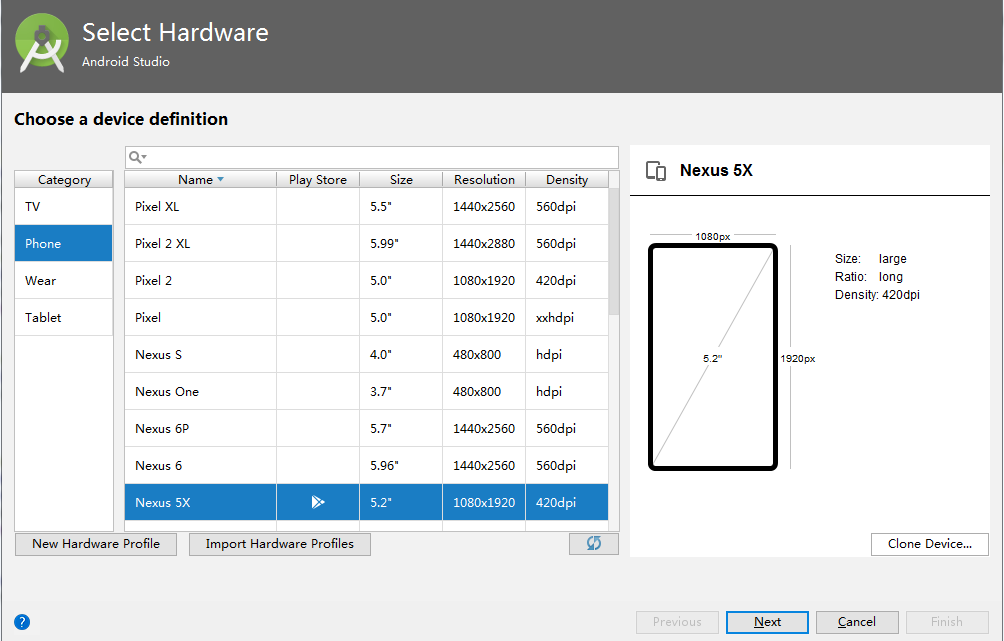 Select Hardware
Android Studio
Choose a device definition
Category
TV
Phone
Wear
Tablet
Name Play Store Size Resolution Density
Pixel XL 5.5" 1440x2560 560dpi
Pixel 2 XL 5.99" 1440x2880 560dpi
Pixel 2 5.0" 1080x1920 420dpi
Pixel 5.0" 1080x1920 xxhdpi
Nexus S 4.0" 480x800 hdpi
Nexus One 3.7" 480x800 hdpi
Nexus 6P 5.7" 1440x2560 560dpi
Nexus 6 5.96" 1440x2560 560dpi
Nexus 5X 5.2" 1080x1920 420dpi
New Hardware Profile Import Hardware Profiles
Nexus 5X
1080px
5.2"
1920px
Size: large
Ratio: long
Density: 420dpi
Clone Device...
? Previous Next Cancel Finish